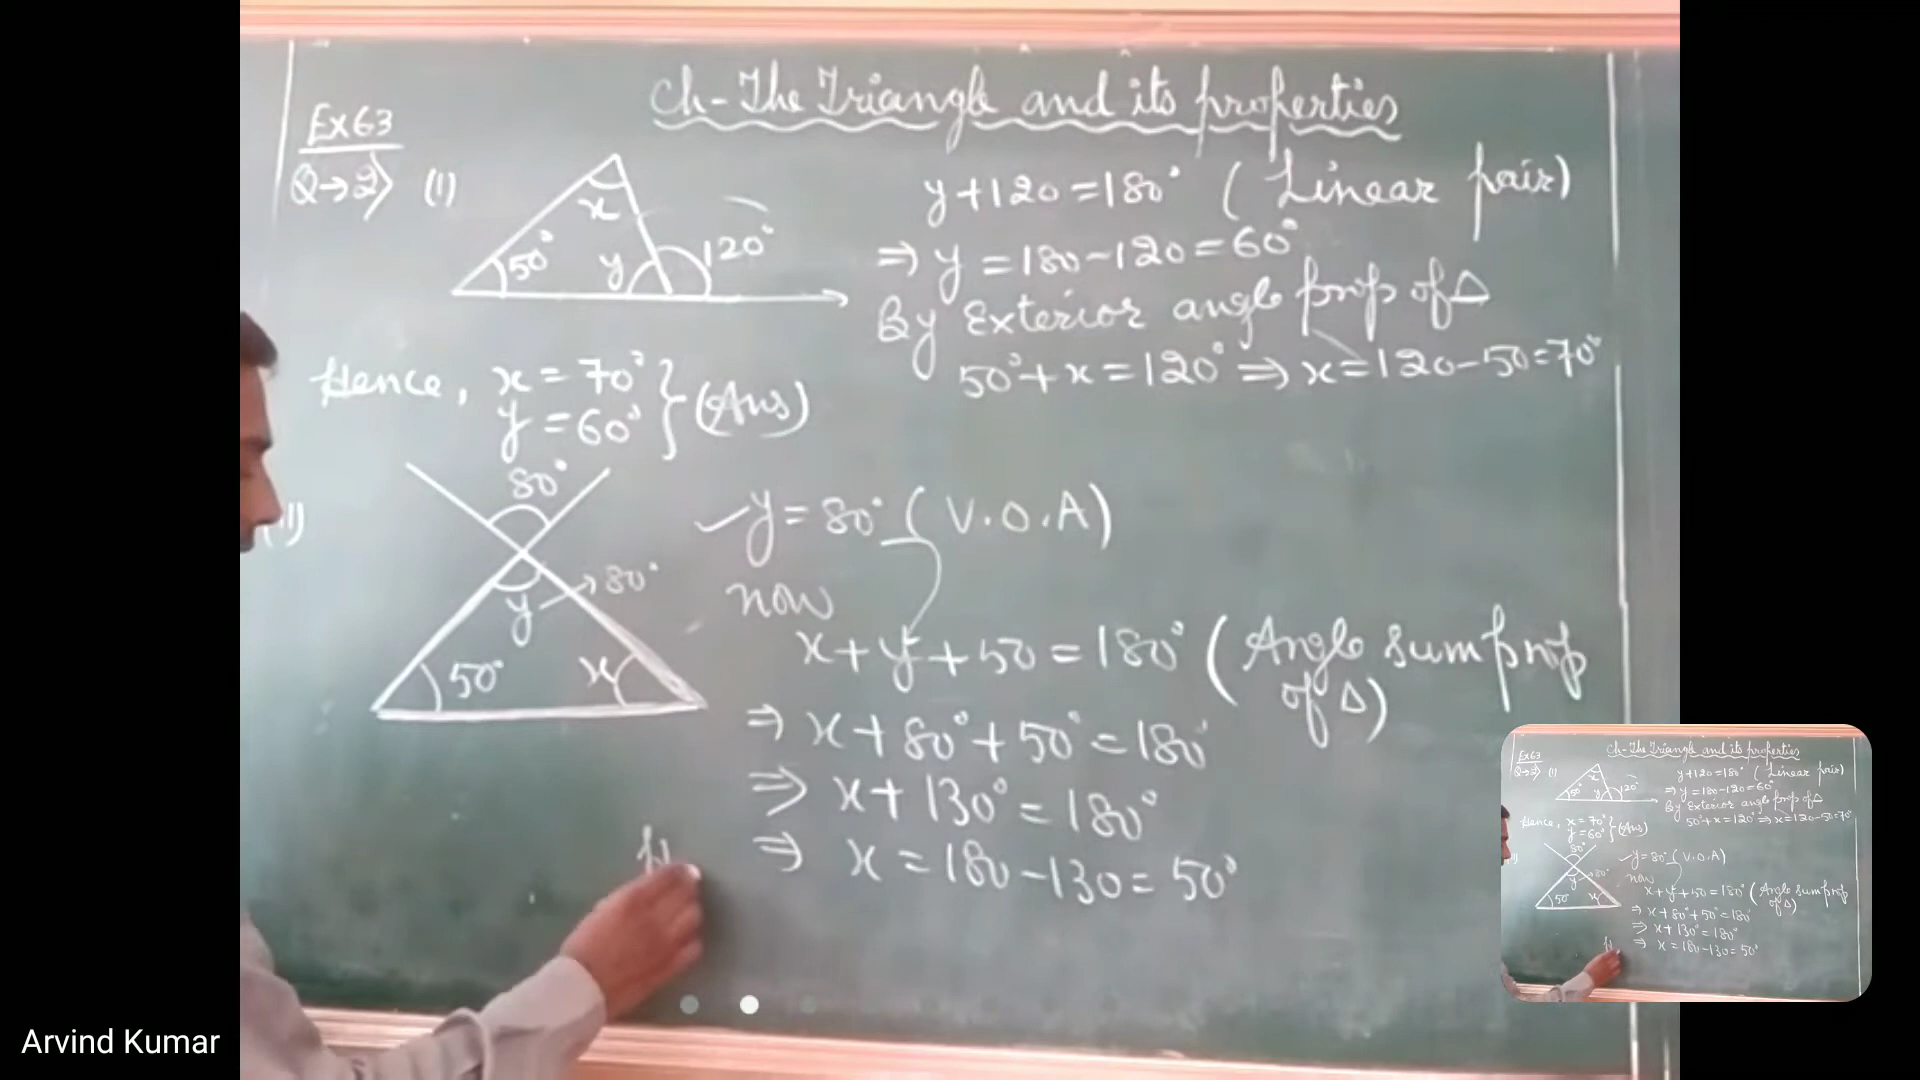 Ch-The Triangle and its properties
Ex 6.3
Q→2) (i)
x
50°
y
120°
y+120=180° (Linear pair)
⇒ y=180-120=60°
By Exterior angle prop of Δ
50°+x=120° ⇒ x=120-50=70°
Hence, x=70°
y=60° } (Ans)
80°
y → 80°
50°
x
y=80° (V.O.A)
now
x+y+50=180° (Angle sum prop
of Δ)
⇒ x+80°+50°=180°
⇒ x+130°=180°
⇒ x=180-130=50°
Arvind Kumar